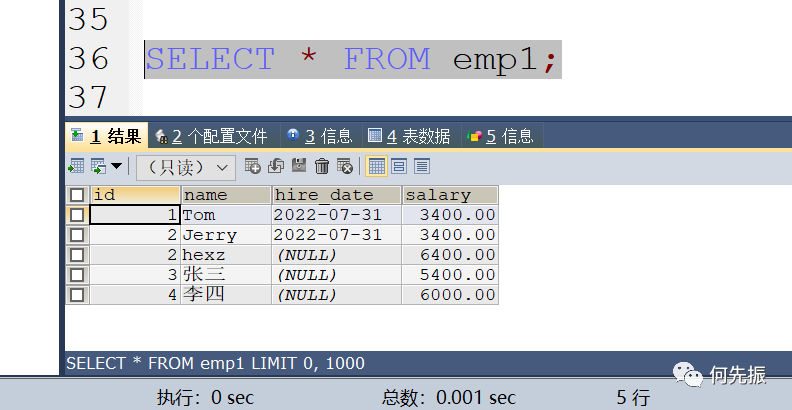 35
36 SELECT * FROM emp1;
37
1 结果 2 个配置文件 3 信息 4 表数据 5 信息
（只读）
id name hire_date salary
1 Tom 2022-07-31 3400.00
2 Jerry 2022-07-31 3400.00
2 hexz (NULL) 6400.00
3 张三 (NULL) 5400.00
4 李四 (NULL) 6000.00
SELECT * FROM emp1 LIMIT 0, 1000
何先振
执行：0 sec 总数：0.001 sec 5 行